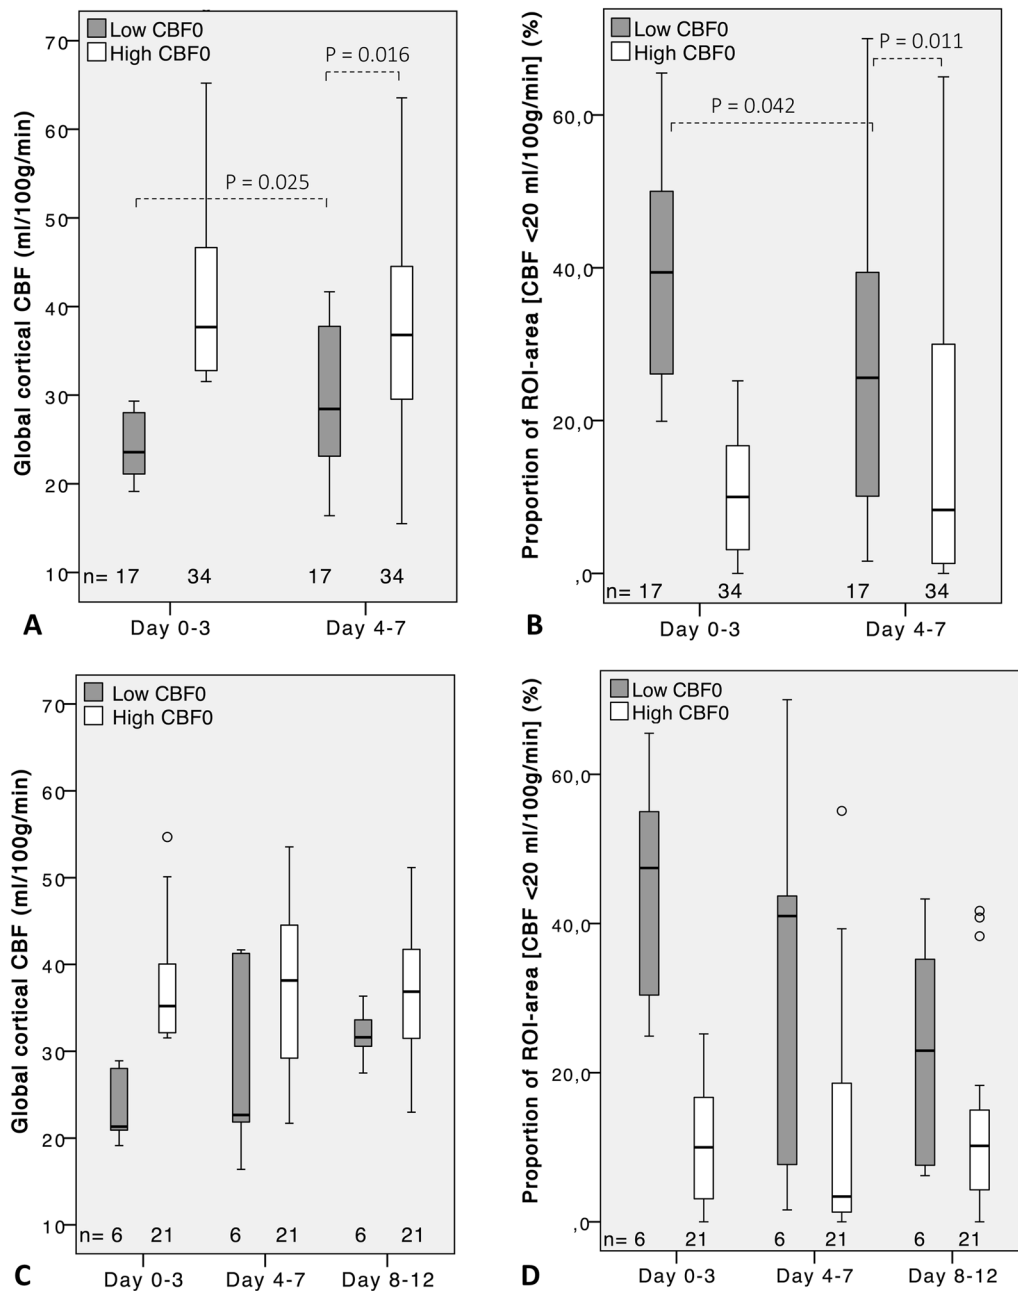 Low CBF0
High CBF0
P = 0.016
P = 0.025
Global cortical CBF (ml/100g/min)
70
60
50
40
30
20
10
n= 17 34 17 34
Day 0-3 Day 4-7
A
Low CBF0
High CBF0
P = 0.011
P = 0.042
Proportion of ROI-area [CBF <20 ml/100g/min] (%)
60,0
40,0
20,0
,0
n= 17 34 17 34
Day 0-3 Day 4-7
B
Low CBF0
High CBF0
Global cortical CBF (ml/100g/min)
70
60
50
40
30
20
10
n= 6 21 6 21 6 21
Day 0-3 Day 4-7 Day 8-12
C
Low CBF0
High CBF0
Proportion of ROI-area [CBF <20 ml/100g/min] (%)
60,0
40,0
20,0
,0
n= 6 21 6 21 6 21
Day 0-3 Day 4-7 Day 8-12
D